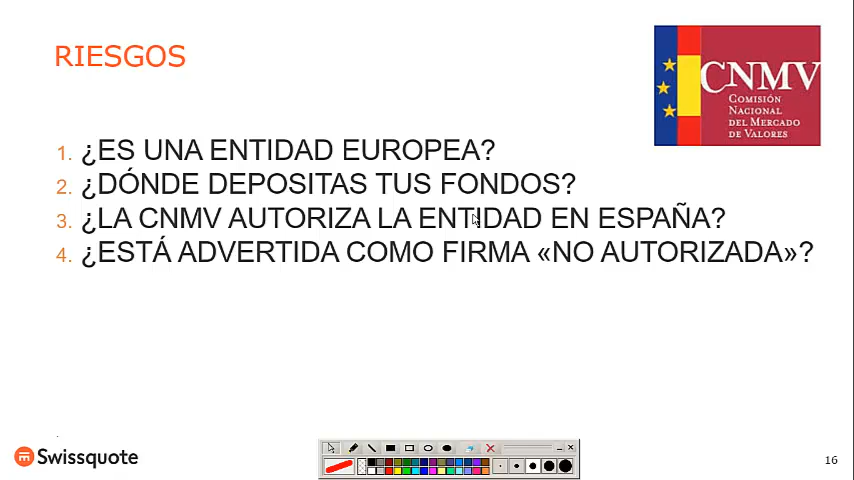 RIESGOS
CNMV
COMISIÓN
NACIONAL
DEL MERCADO
DE VALORES
1. ¿ES UNA ENTIDAD EUROPEA?
2. ¿DÓNDE DEPOSITAS TUS FONDOS?
3. ¿LA CNMV AUTORIZA LA ENTIDAD EN ESPAÑA?
4. ¿ESTÁ ADVERTIDA COMO FIRMA «NO AUTORIZADA»?
Swissquote
16